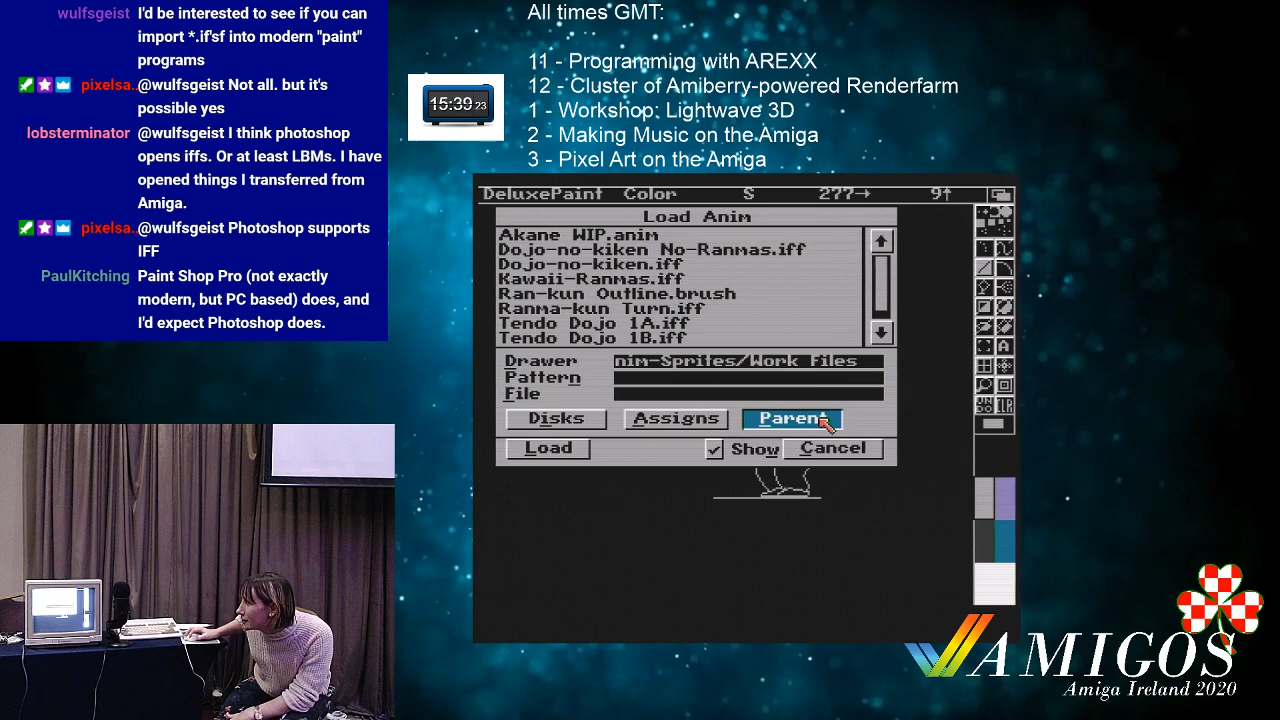 wulfsgeist I'd be interested to see if you can
import *.if'sf into modern "paint"
programs
pixelsa.. @wulfsgeist Not all. but it's
possible yes
lobsterminator @wulfsgeist I think photoshop
opens iffs. Or at least LBMs. I have
opened things I transferred from
Amiga.
pixelsa.. @wulfsgeist Photoshop supports
IFF
PaulKitching Paint Shop Pro (not exactly
modern, but PC based) does, and
I'd expect Photoshop does.
All times GMT:
15:39 23
11 - Programming with AREXX
12 - Cluster of Amiberry-powered Renderfarm
1 - Workshop: Lightwave 3D
2 - Making Music on the Amiga
3 - Pixel Art on the Amiga
DeluxePaint Color S 277→ 9↑
Load Anim
Akane WIP.anim
Dojo-no-kiken No-Ranmas.iff
Dojo-no-kiken.iff
Kawaii-Ranmas.iff
Ran-kun Outline.brush
Ranma-kun Turn.iff
Tendo Dojo 1A.iff
Tendo Dojo 1B.iff
Drawer nim-Sprites/Work Files
Pattern
File
Disks Assigns Parent
Load Show Cancel
A
UNDO CLR
AMIGOS
Amiga Ireland 2020